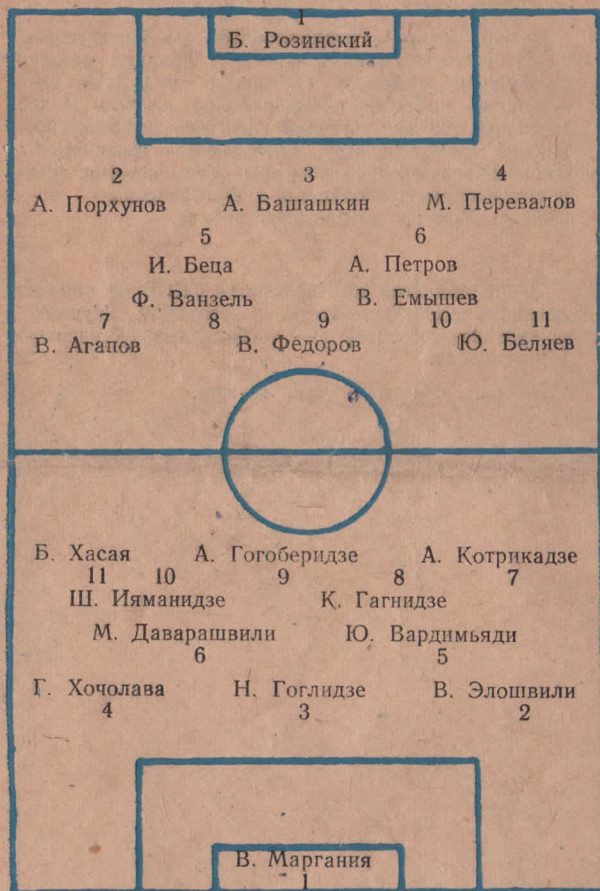 1
Б. Розинский
2 3 4
А. Порхунов А. Башашкин М. Перевалов
5 6
И. Беца А. Петров
Ф. Ванзель В. Емышев
7 8 9 10 11
В. Агапов В. Федоров Ю. Беляев
Б. Хасая А. Гогоберидзе А. Котрикадзе
11 10 9 8 7
Ш. Ияманидзе К. Гагнидзе
М. Даварашвили Ю. Вардимьяди
6 5
Г. Хочолава Н. Гоглидзе В. Элошвили
4 3 2
В. Маргания
1